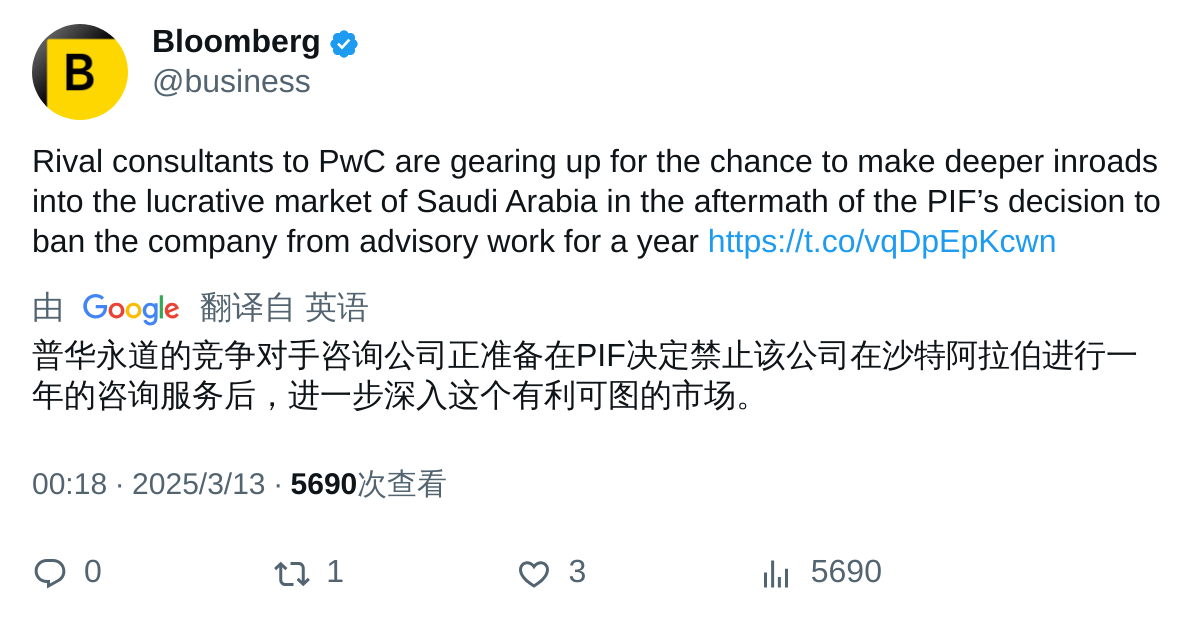 B
Bloomberg
@business
Rival consultants to PwC are gearing up for the chance to make deeper inroads
into the lucrative market of Saudi Arabia in the aftermath of the PIF’s decision to
ban the company from advisory work for a year https://t.co/vqDpEpKcwn
由 Google 翻译自 英语
普华永道的竞争对手咨询公司正准备在PIF决定禁止该公司在沙特阿拉伯进行一
年的咨询服务后，进一步深入这个有利可图的市场。
00:18 · 2025/3/13 · 5690次查看
0 1 3 5690